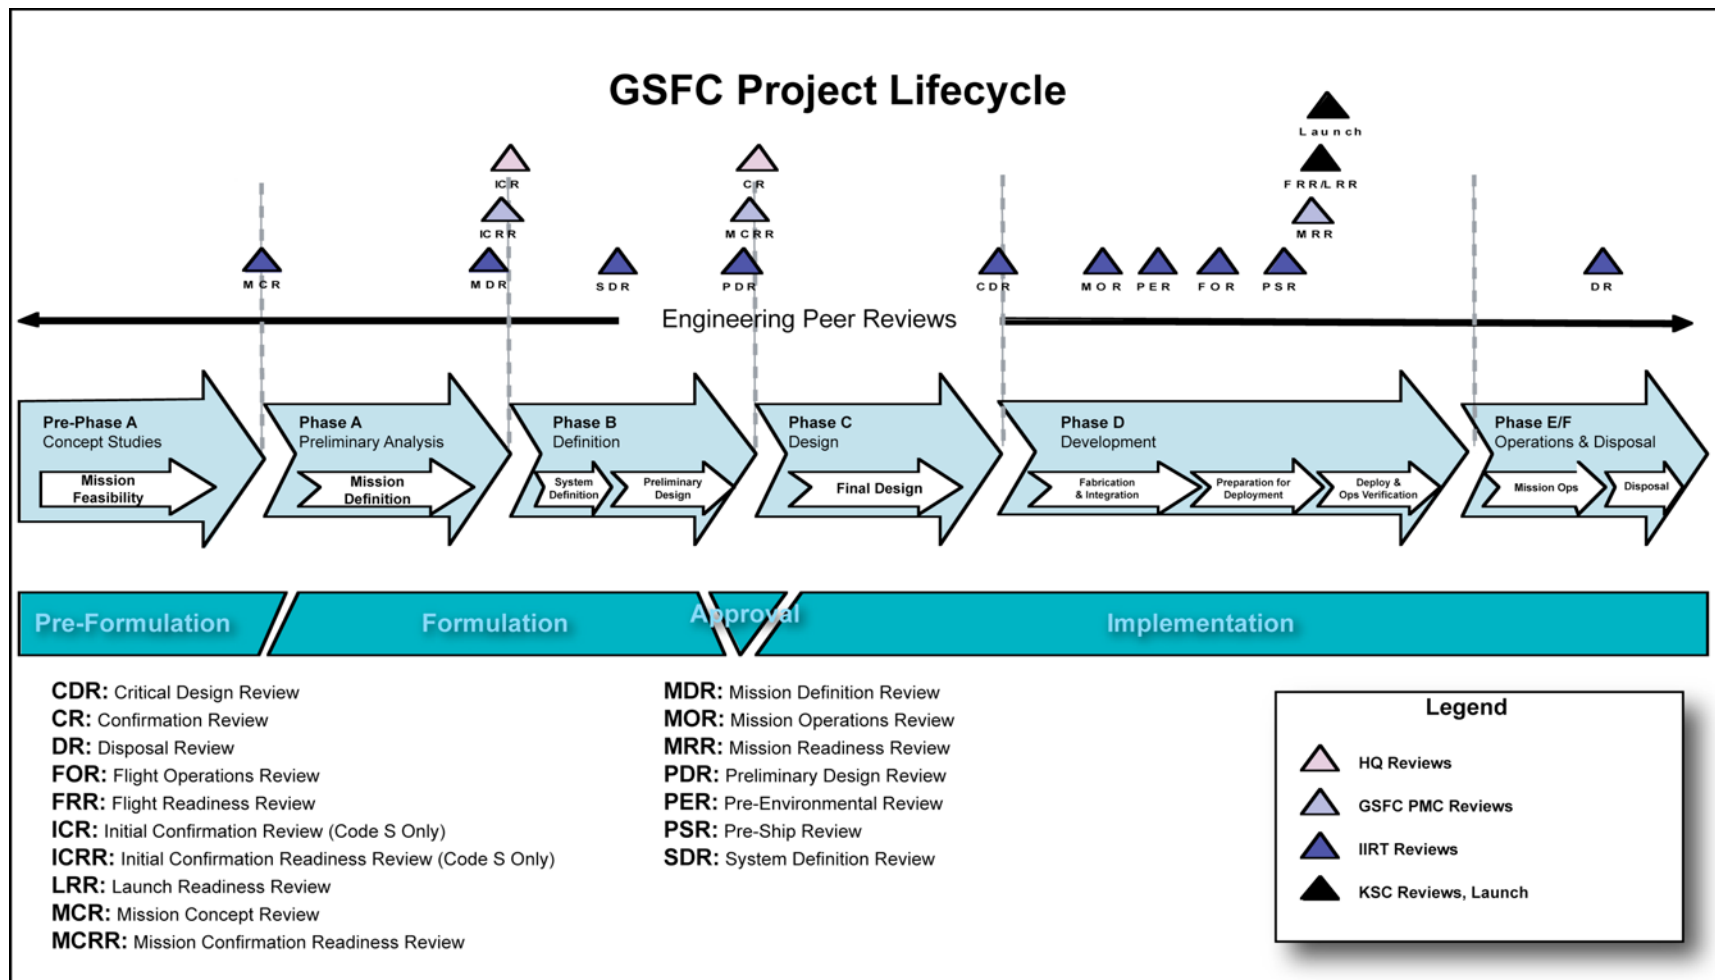 GSFC Project Lifecycle
Launch
ICR
CR
FRR/LRR
ICRR
MCRR
MRR
MCR
MDR
SDR
PDR
CDR
MOR
PER
FOR
PSR
DR
Engineering Peer Reviews
Pre-Phase A
Concept Studies
Mission
Feasibility
Phase A
Preliminary Analysis
Mission
Definition
Phase B
Definition
System
Definition
Preliminary
Design
Phase C
Design
Final Design
Phase D
Development
Fabrication
& Integration
Preparation for
Deployment
Deploy &
Ops Verification
Phase E/F
Operations & Disposal
Mission Ops
Disposal
Pre-Formulation
Formulation
Approval
Implementation
CDR: Critical Design Review
CR: Confirmation Review
DR: Disposal Review
FOR: Flight Operations Review
FRR: Flight Readiness Review
ICR: Initial Confirmation Review (Code S Only)
ICRR: Initial Confirmation Readiness Review (Code S Only)
LRR: Launch Readiness Review
MCR: Mission Concept Review
MCRR: Mission Confirmation Readiness Review
MDR: Mission Definition Review
MOR: Mission Operations Review
MRR: Mission Readiness Review
PDR: Preliminary Design Review
PER: Pre-Environmental Review
PSR: Pre-Ship Review
SDR: System Definition Review
Legend
HQ Reviews
GSFC PMC Reviews
IIRT Reviews
KSC Reviews, Launch